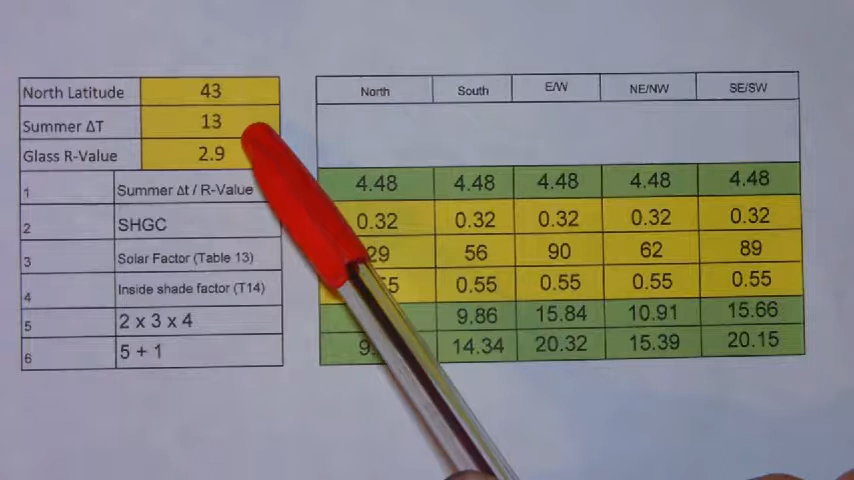 North Latitude 43
Summer ΔT 13
Glass R-Value 2.9
North South E/W NE/NW SE/SW
1 Summer Δt / R-Value 4.48 4.48 4.48 4.48 4.48
2 SHGC 0.32 0.32 0.32 0.32 0.32
3 Solar Factor (Table 13) 29 56 90 62 89
4 Inside shade factor (T14) 0.55 0.55 0.55 0.55
5 2 x 3 x 4 9.86 15.84 10.91 15.66
6 5 + 1 14.34 20.32 15.39 20.15